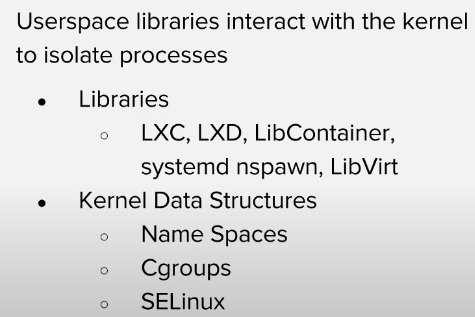 Userspace libraries interact with the kernel
to isolate processes
● Libraries
○ LXC, LXD, LibContainer,
systemd nspawn, LibVirt
● Kernel Data Structures
○ Name Spaces
○ Cgroups
○ SELinux